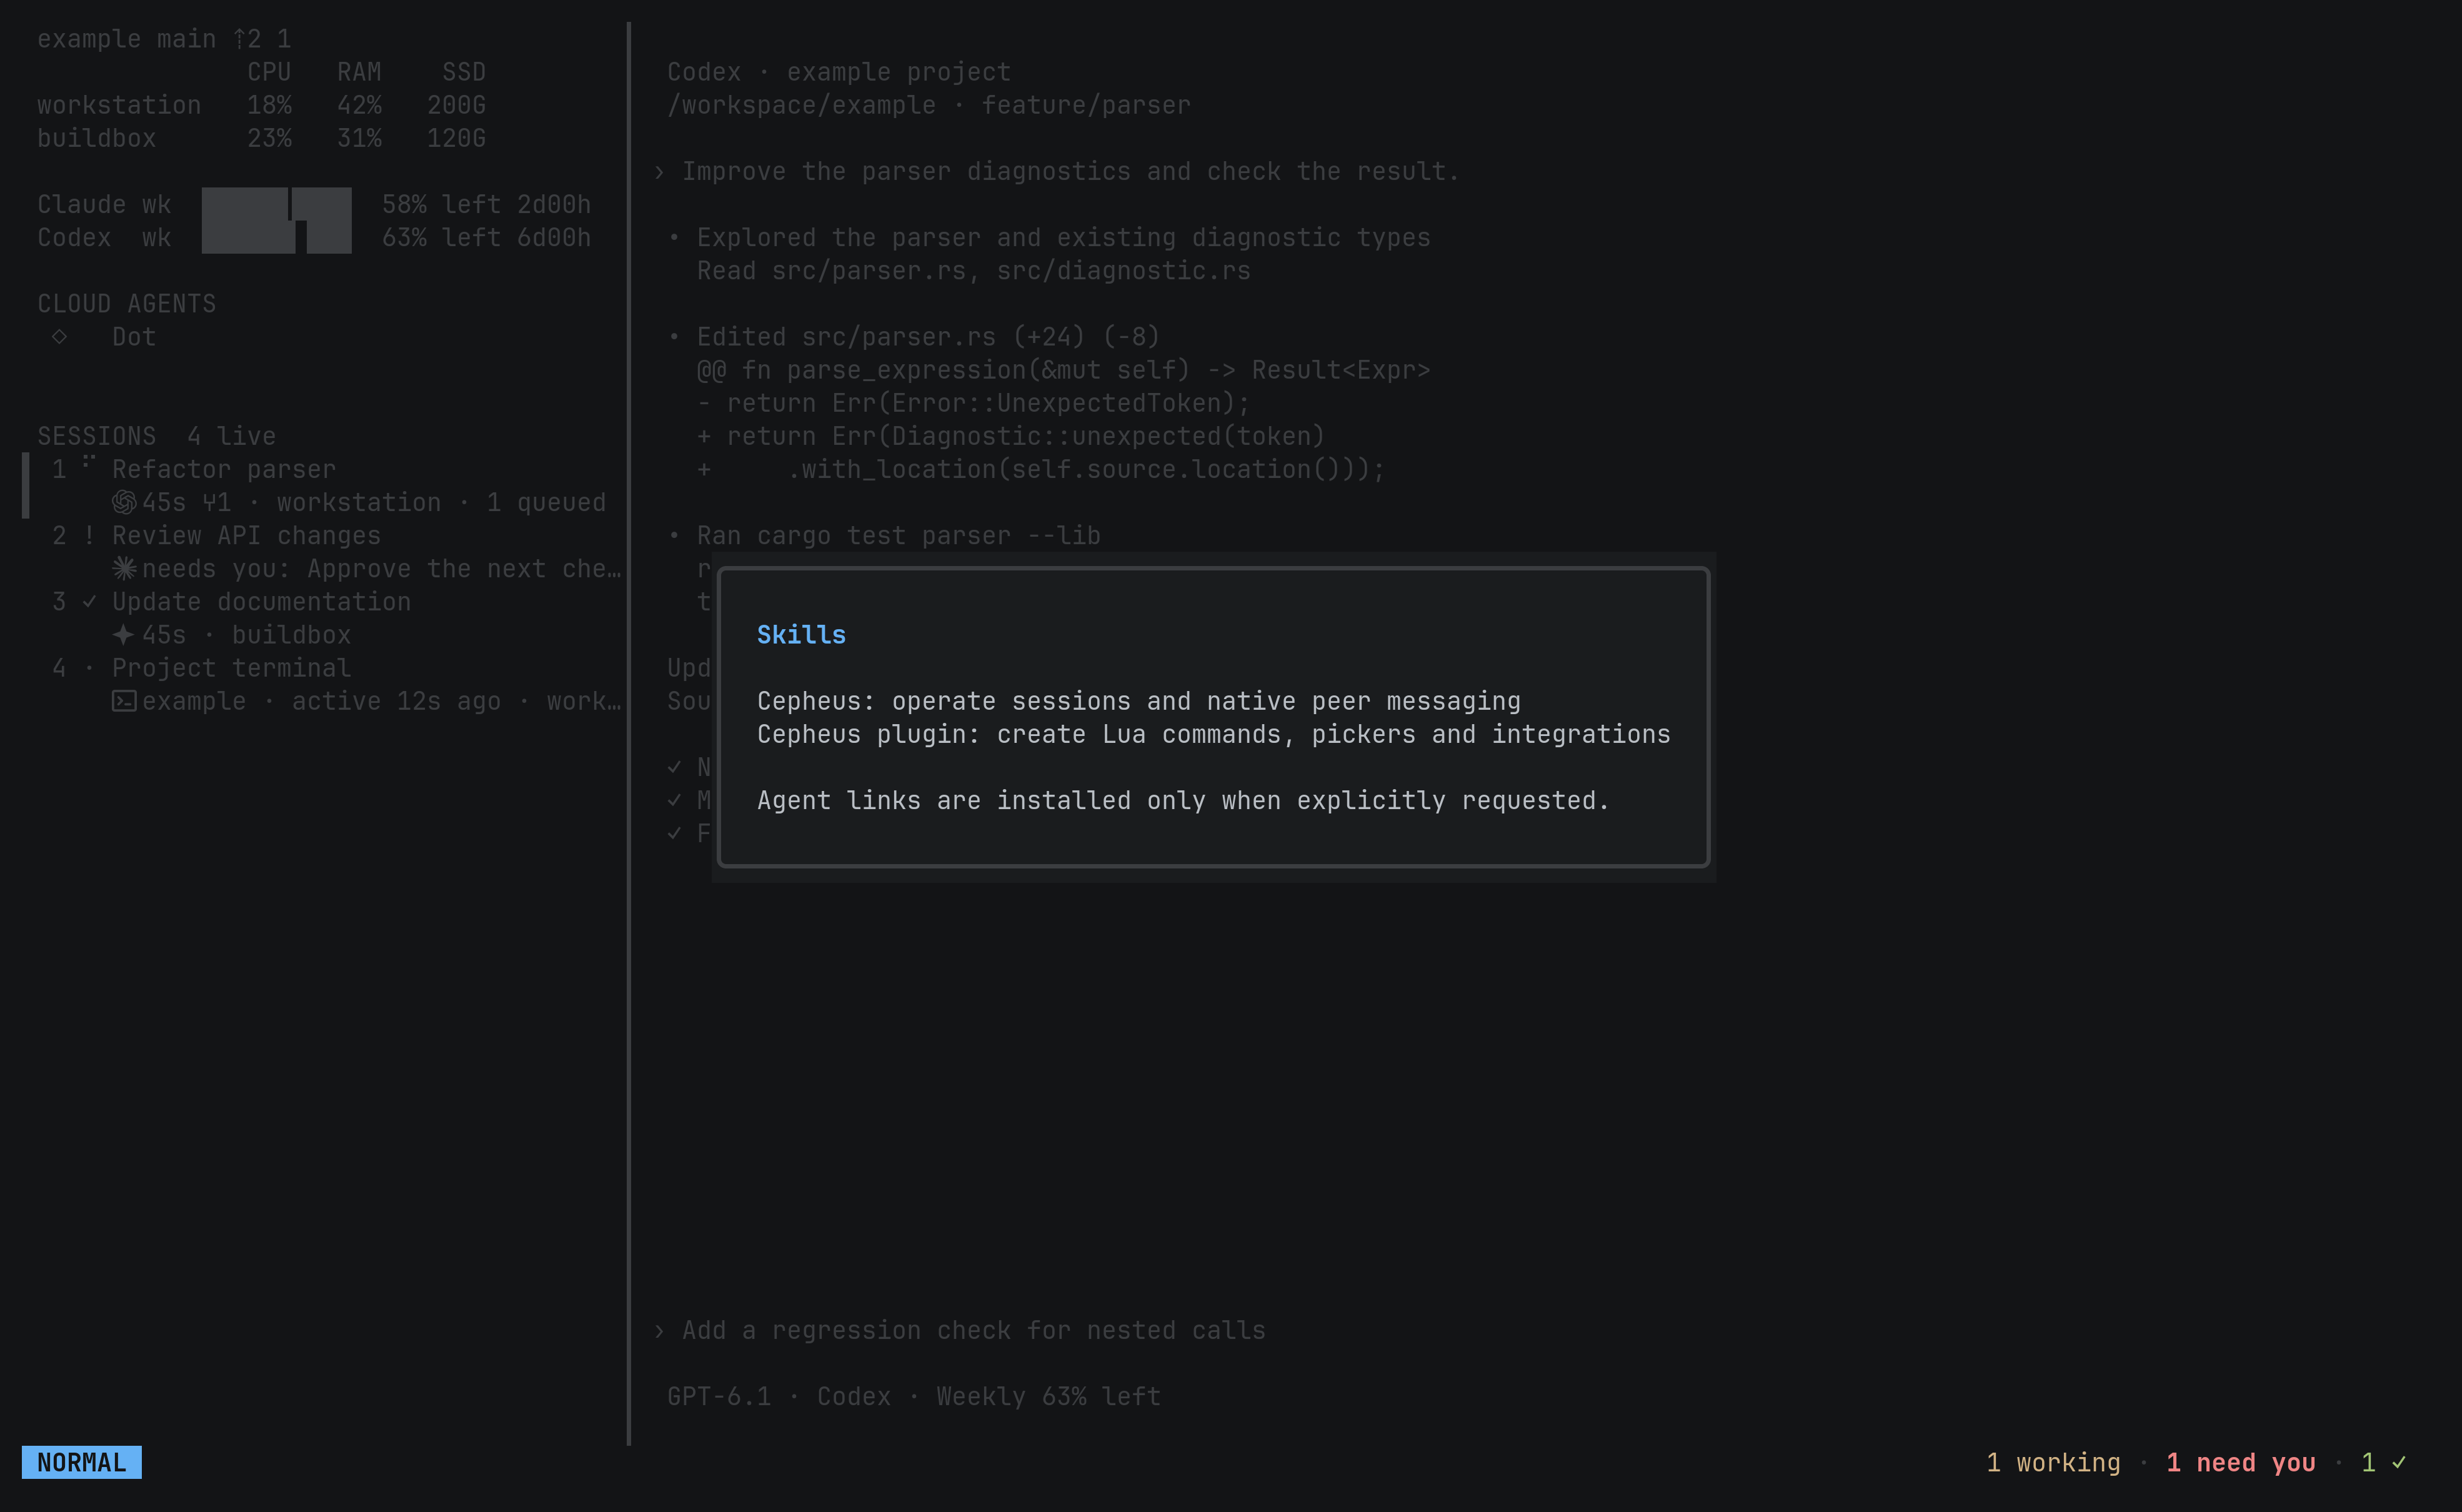 example main ⇡2 1
CPU RAM SSD
workstation 18% 42% 200G
buildbox 23% 31% 120G
Claude wk 58% left 2d00h
Codex wk 63% left 6d00h
CLOUD AGENTS
◇ Dot
SESSIONS 4 live
1 ⠋ Refactor parser
45s ⑂1 · workstation · 1 queued
2 ! Review API changes
needs you: Approve the next che…
3 ✓ Update documentation
45s · buildbox
4 · Project terminal
example · active 12s ago · work…
Codex · example project
/workspace/example · feature/parser
› Improve the parser diagnostics and check the result.
• Explored the parser and existing diagnostic types
Read src/parser.rs, src/diagnostic.rs
• Edited src/parser.rs (+24) (-8)
@@ fn parse_expression(&mut self) -> Result<Expr>
- return Err(Error::UnexpectedToken);
+ return Err(Diagnostic::unexpected(token)
+     .with_location(self.source.location()));
• Ran cargo test parser --lib
r
t
Upd
Sou
✓ N
✓ M
✓ F
Skills
Cepheus: operate sessions and native peer messaging
Cepheus plugin: create Lua commands, pickers and integrations
Agent links are installed only when explicitly requested.
› Add a regression check for nested calls
GPT-6.1 · Codex · Weekly 63% left
NORMAL
1 working · 1 need you · 1 ✓